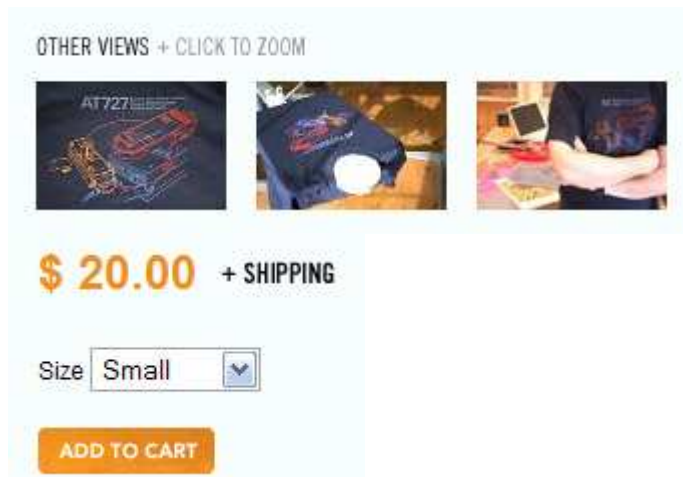 OTHER VIEWS + CLICK TO ZOOM
AT727
$ 20.00 + SHIPPING
Size Small
ADD TO CART